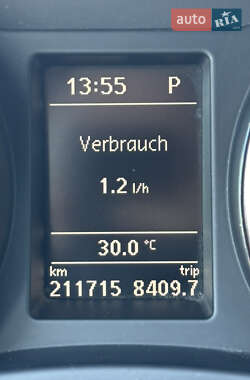 auto RIA
13:55 P
Verbrauch
1.2 l/h
30.0 °C
km trip
211715 8409.7